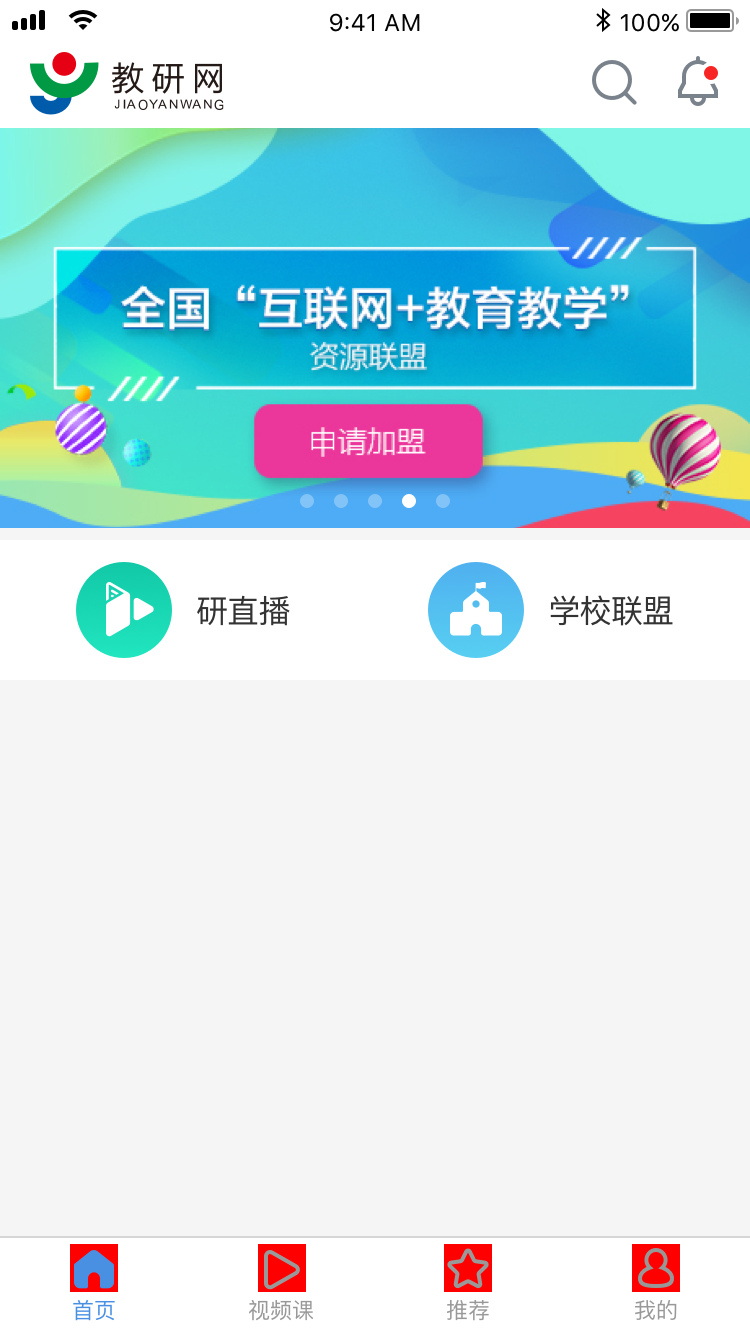 9:41 AM
100%
教研网
JIAOYANWANG
全国“互联网+教育教学”
资源联盟
申请加盟
研直播
学校联盟
首页
视频课
推荐
我的